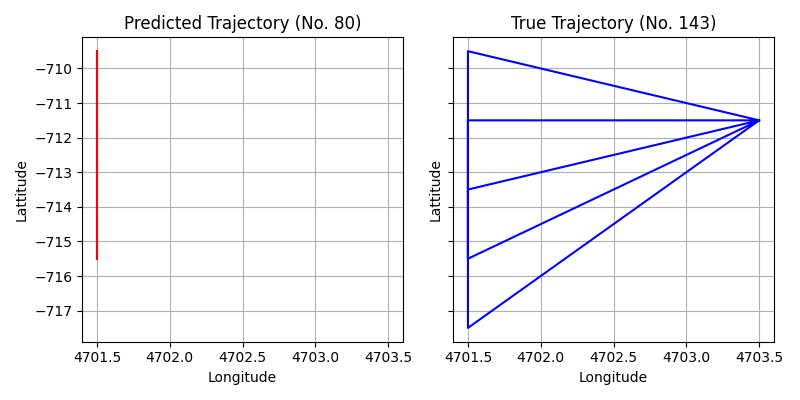 Predicted Trajectory (No. 80)
Lattitude
−710
−711
−712
−713
−714
−715
−716
−717
4701.5 4702.0 4702.5 4703.0 4703.5
Longitude
True Trajectory (No. 143)
Lattitude
4701.5 4702.0 4702.5 4703.0 4703.5
Longitude